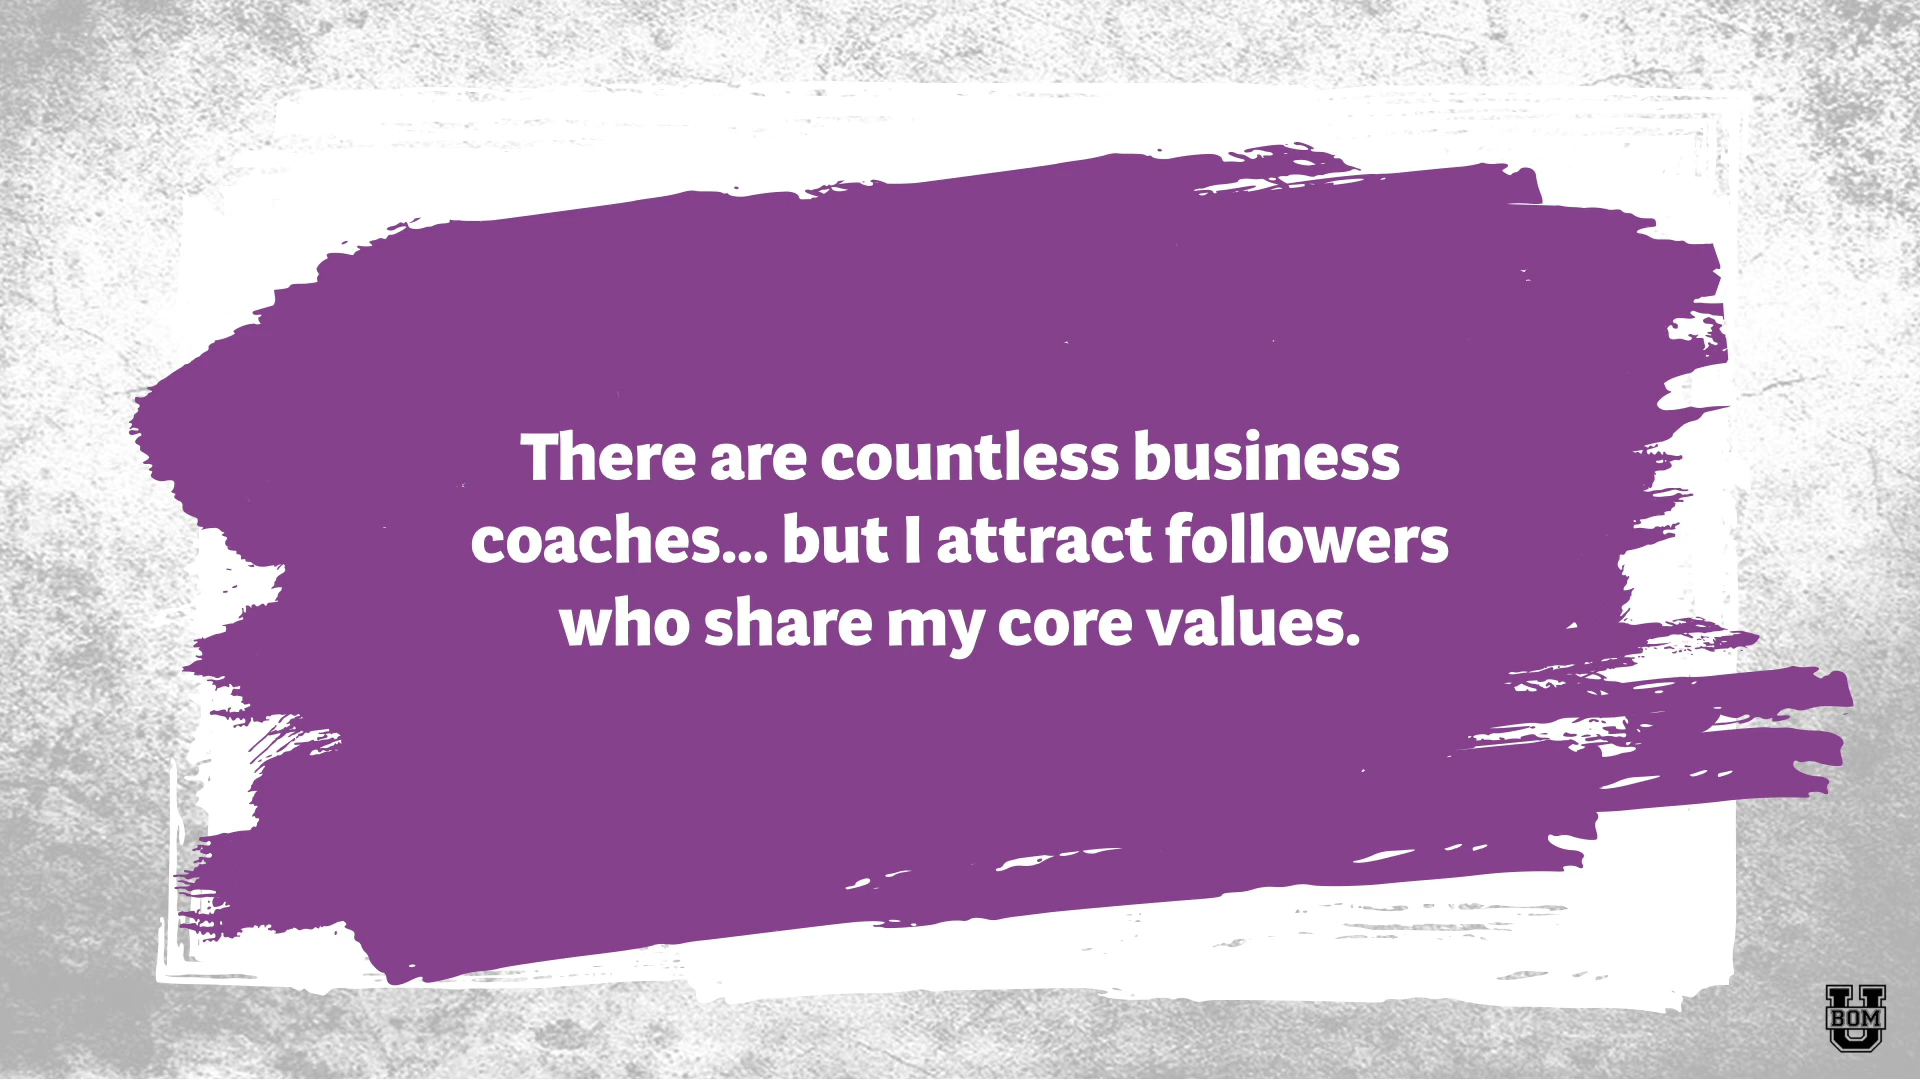 There are countless business
coaches... but I attract followers
who share my core values.
U
BOM